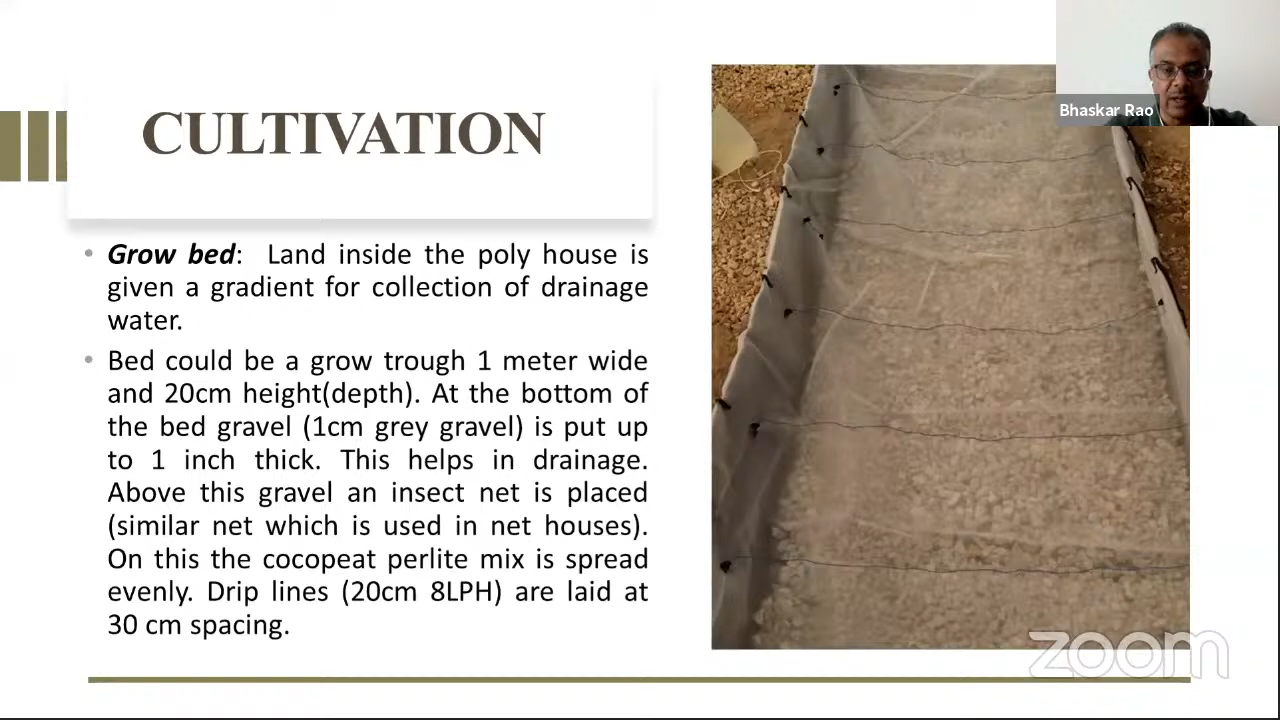 Bhaskar Rao
CULTIVATION
• Grow bed: Land inside the poly house is
given a gradient for collection of drainage
water.
• Bed could be a grow trough 1 meter wide
and 20cm height(depth). At the bottom of
the bed gravel (1cm grey gravel) is put up
to 1 inch thick. This helps in drainage.
Above this gravel an insect net is placed
(similar net which is used in net houses).
On this the cocopeat perlite mix is spread
evenly. Drip lines (20cm 8LPH) are laid at
30 cm spacing.
zoom